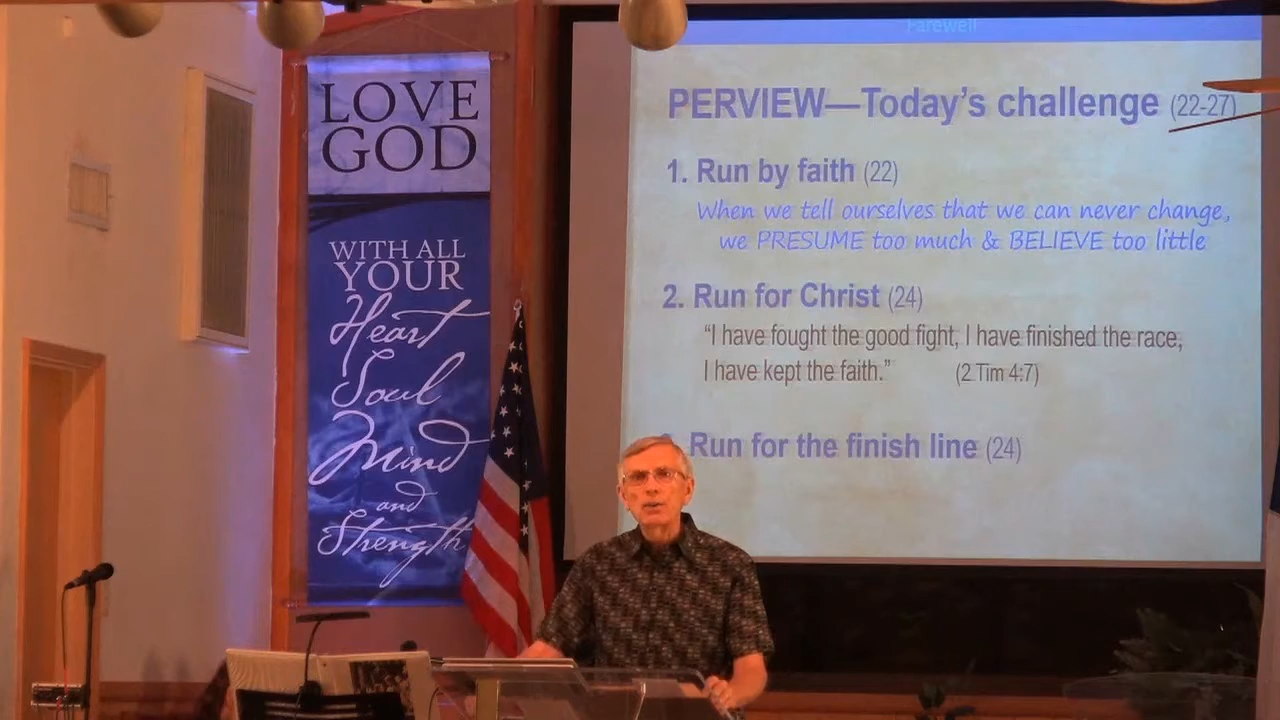 LOVE
GOD
WITH ALL
YOUR
Heart
Soul
Mind
and
Strength
Farewell
PERVIEW—Today's challenge (22-27)
1. Run by faith (22)
When we tell ourselves that we can never change,
we PRESUME too much & BELIEVE too little
2. Run for Christ (24)
“I have fought the good fight, I have finished the race,
I have kept the faith.” (2 Tim 4:7)
Run for the finish line (24)